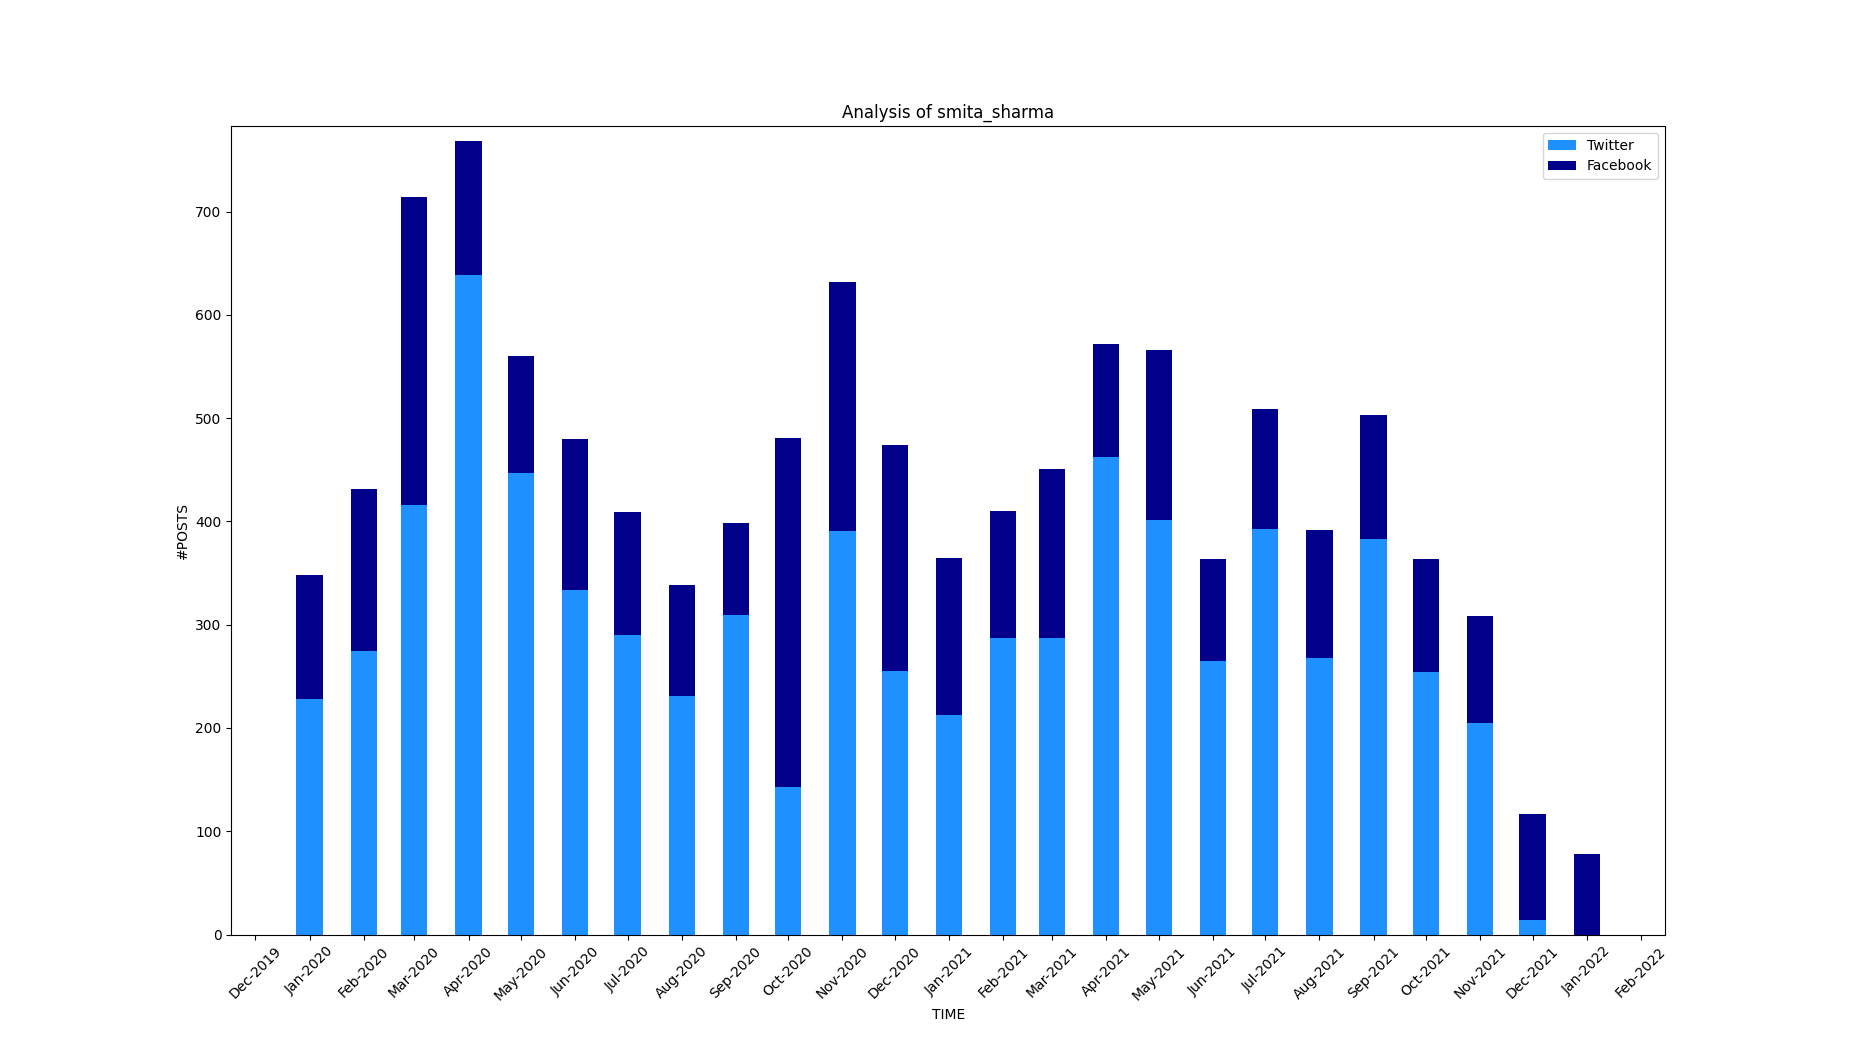 Analysis of smita_sharma
Twitter
Facebook
#POSTS
700
600
500
400
300
200
100
0
Dec-2019
Jan-2020
Feb-2020
Mar-2020
Apr-2020
May-2020
Jun-2020
Jul-2020
Aug-2020
Sep-2020
Oct-2020
Nov-2020
Dec-2020
Jan-2021
Feb-2021
Mar-2021
Apr-2021
May-2021
Jun-2021
Jul-2021
Aug-2021
Sep-2021
Oct-2021
Nov-2021
Dec-2021
Jan-2022
Feb-2022
TIME